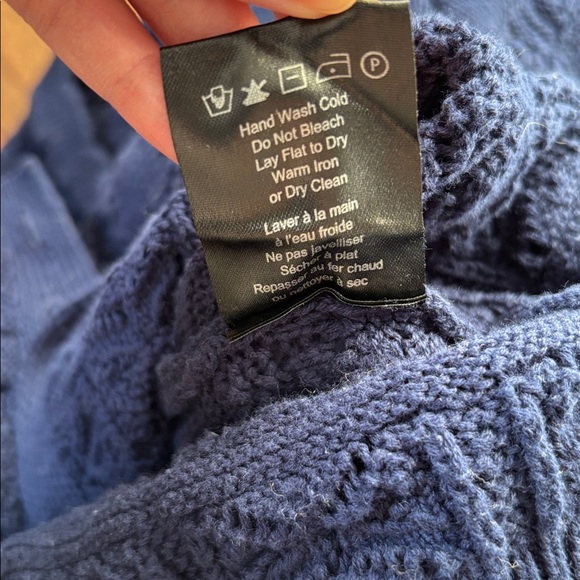 P
Hand Wash Cold
Do Not Bleach
Lay Flat to Dry
Warm Iron
or Dry Clean
Laver à la main
à l'eau froide
Ne pas javelliser
Sécher à plat
Repasser au fer chaud
ou nettoyer à sec